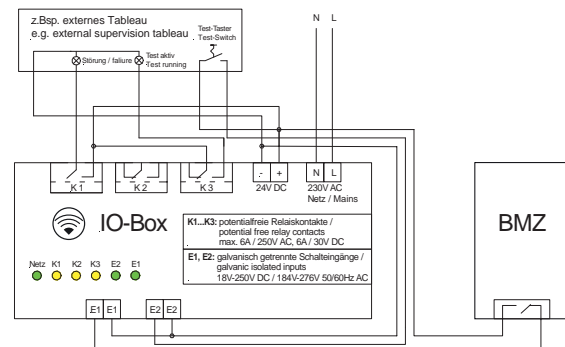 z.Bsp. externes Tableau
e.g. external supervision tableau
Test-Taster
Test-Switch
N L
Störung / faliure
Test aktiv
Test running
K1 K2 K3
- +
24V DC
N L
230V AC
Netz / Mains
IO-Box
K1...K3: potentialfreie Relaiskontakte /
potential free relay contacts
max. 6A / 250V AC, 6A / 30V DC
E1, E2: galvanisch getrennte Schalteingänge /
galvanic isolated inputs
18V-250V DC / 184V-276V 50/60Hz AC
BMZ
Netz K1 K2 K3 E2 E1
E1 E1 E2 E2